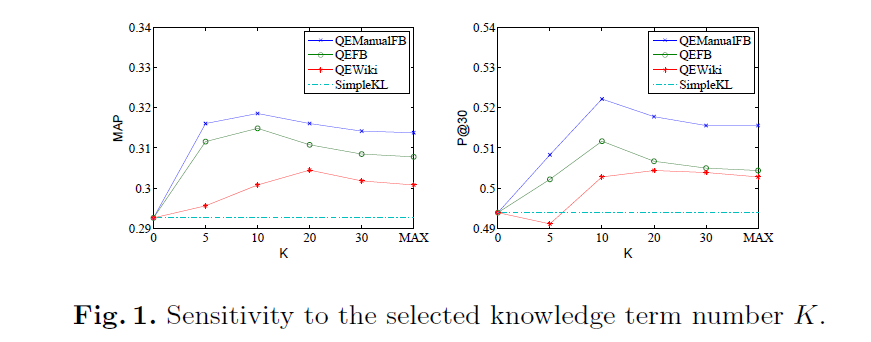 0.34
0.33
0.32
0.31
0.3
0.29
MAP
0 5 10 20 30 MAX
K
QEManualFB
QEFB
QEWiki
SimpleKL
0.54
0.53
0.52
0.51
0.5
0.49
P@30
0 5 10 20 30 MAX
K
QEManualFB
QEFB
QEWiki
SimpleKL
Fig. 1. Sensitivity to the selected knowledge term number K.